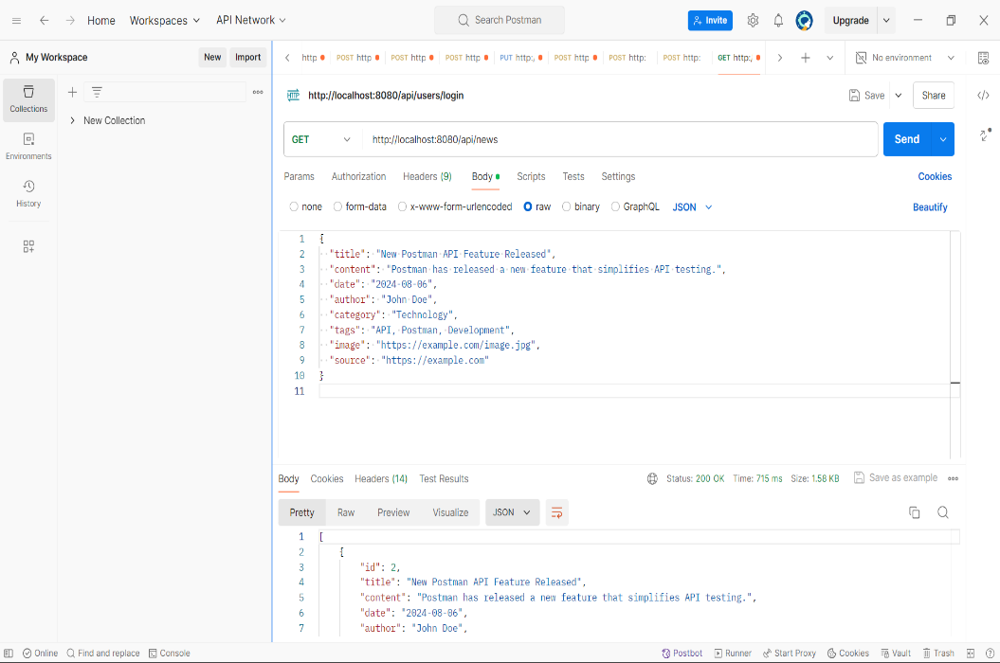 Home Workspaces API Network Search Postman Invite Upgrade
My Workspace New Import
http POST http POST http POST http PUT http:, POST http POST http: POST http: GET http:, No environment
Collections
New Collection
Environments
History
HTTP http://localhost:8080/api/users/login Save Share
GET http://localhost:8080/api/news Send
Params Authorization Headers (9) Body Scripts Tests Settings Cookies
none form-data x-www-form-urlencoded raw binary GraphQL JSON Beautify
1 {
2 "title": "New Postman API Feature Released",
3 "content": "Postman has released a new feature that simplifies API testing.",
4 "date": "2024-08-06",
5 "author": "John Doe",
6 "category": "Technology",
7 "tags": "API, Postman, Development",
8 "image": "https://example.com/image.jpg",
9 "source": "https://example.com"
10 }
11
Body Cookies Headers (14) Test Results Status: 200 OK Time: 715 ms Size: 1.58 KB Save as example
Pretty Raw Preview Visualize JSON
1 [
2 {
3 "id": 2,
4 "title": "New Postman API Feature Released",
5 "content": "Postman has released a new feature that simplifies API testing.",
6 "date": "2024-08-06",
7 "author": "John Doe",
Online Find and replace Console Postbot Runner Start Proxy Cookies Vault Trash